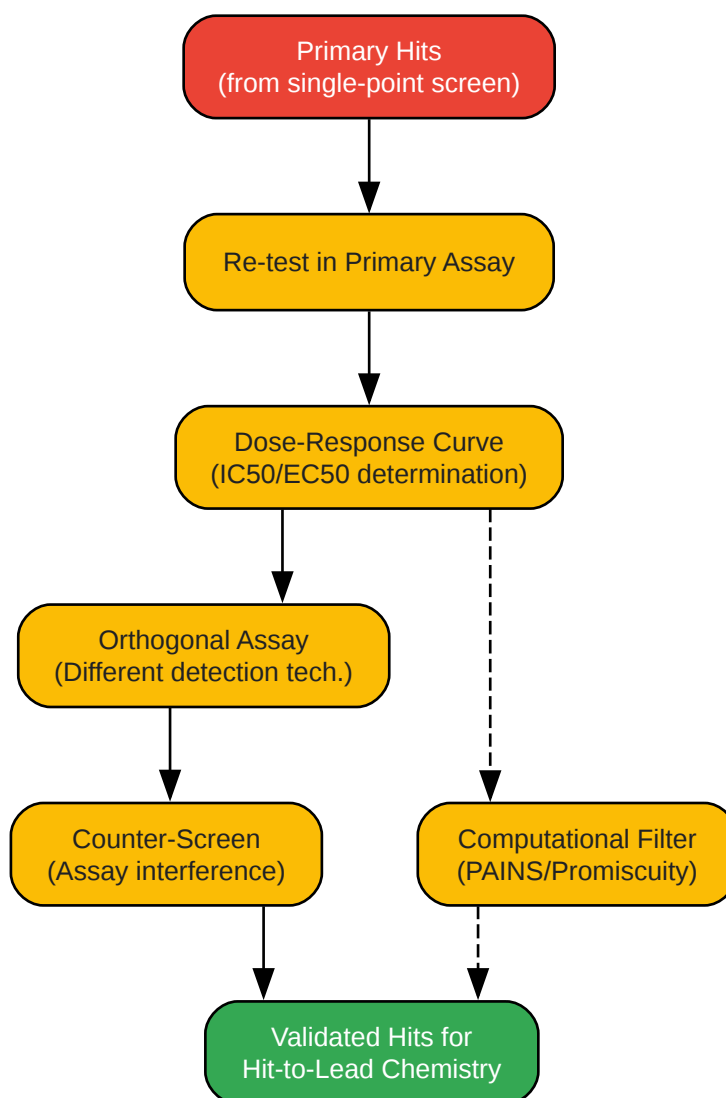 Primary Hits
(from single-point screen)
Re-test in Primary Assay
Dose-Response Curve
(IC50/EC50 determination)
Orthogonal Assay
(Different detection tech.)
Counter-Screen
(Assay interference)
Computational Filter
(PAINS/Promiscuity)
Validated Hits for
Hit-to-Lead Chemistry